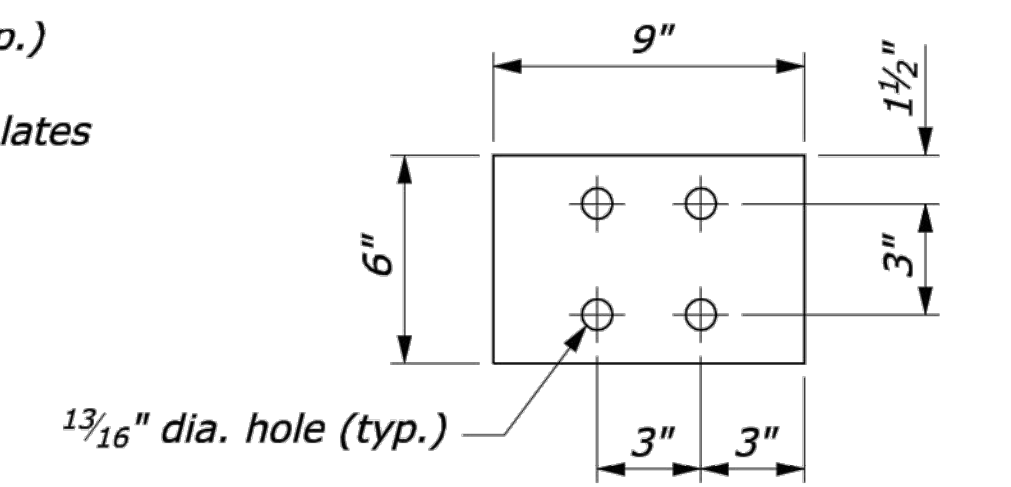 p.)
9"
1½"
lates
6"
3"
13⁄16" dia. hole (typ.)
3"
3"